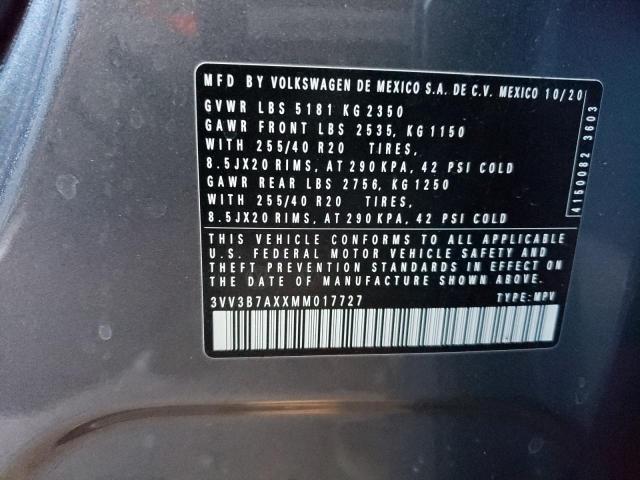 MFD BY VOLKSWAGEN DE MEXICO S.A. DE C.V. MEXICO 10/20
GVWR LBS 5181 KG 2350
GAWR FRONT LBS 2535, KG 1150
WITH 255/40 R20 TIRES,
8.5JX20 RIMS, AT 290 KPA, 42 PSI COLD
GAWR REAR LBS 2756, KG 1250
WITH 255/40 R20 TIRES,
8.5JX20 RIMS, AT 290 KPA, 42 PSI COLD
4150082 3603
THIS VEHICLE CONFORMS TO ALL APPLICABLE
U.S. FEDERAL MOTOR VEHICLE SAFETY AND
THEFT PREVENTION STANDARDS IN EFFECT ON
THE DATE OF MANUFACTURE SHOWN ABOVE.
3VV3B7AXXMM017727 TYPE: MPV